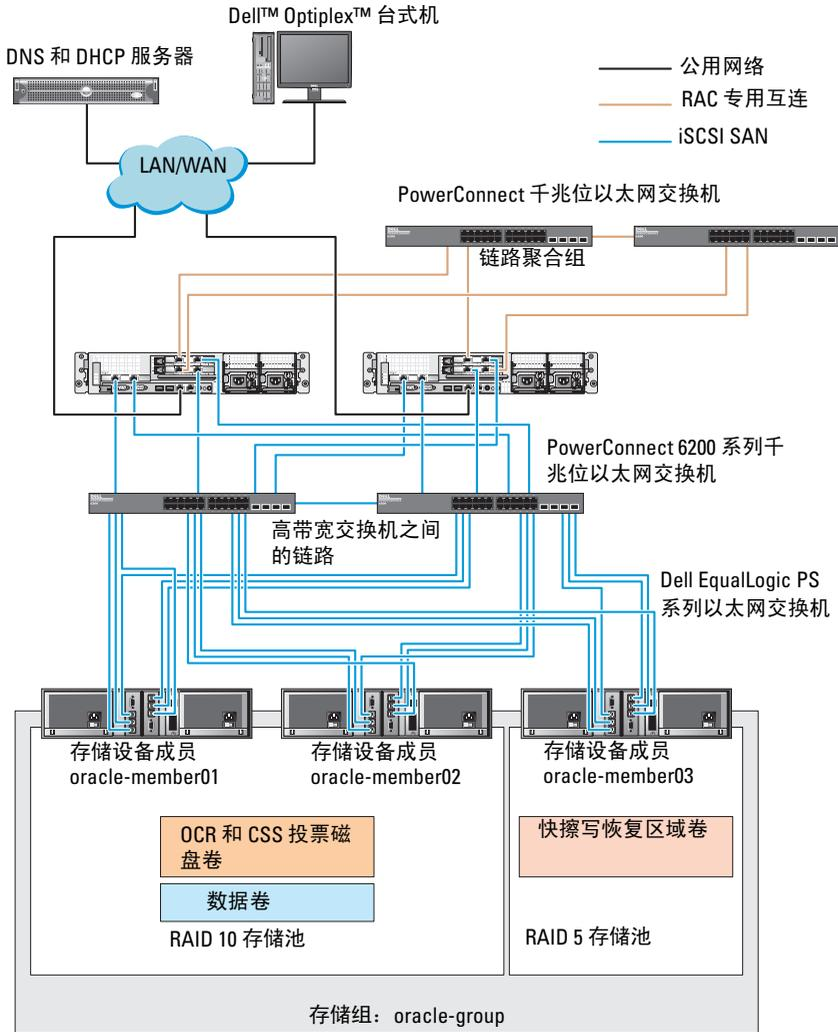 Dell™ Optiplex™ 台式机
DNS 和 DHCP 服务器
公用网络
RAC 专用互连
iSCSI SAN
LAN/WAN
PowerConnect 千兆位以太网交换机
链路聚合组
PowerConnect 6200 系列千
兆位以太网交换机
高带宽交换机之间
的链路
Dell EqualLogic PS
系列以太网交换机
存储设备成员
oracle-member01
存储设备成员
oracle-member02
存储设备成员
oracle-member03
OCR 和 CSS 投票磁
盘卷
快擦写恢复区域卷
数据卷
RAID 10 存储池
RAID 5 存储池
存储组：oracle-group